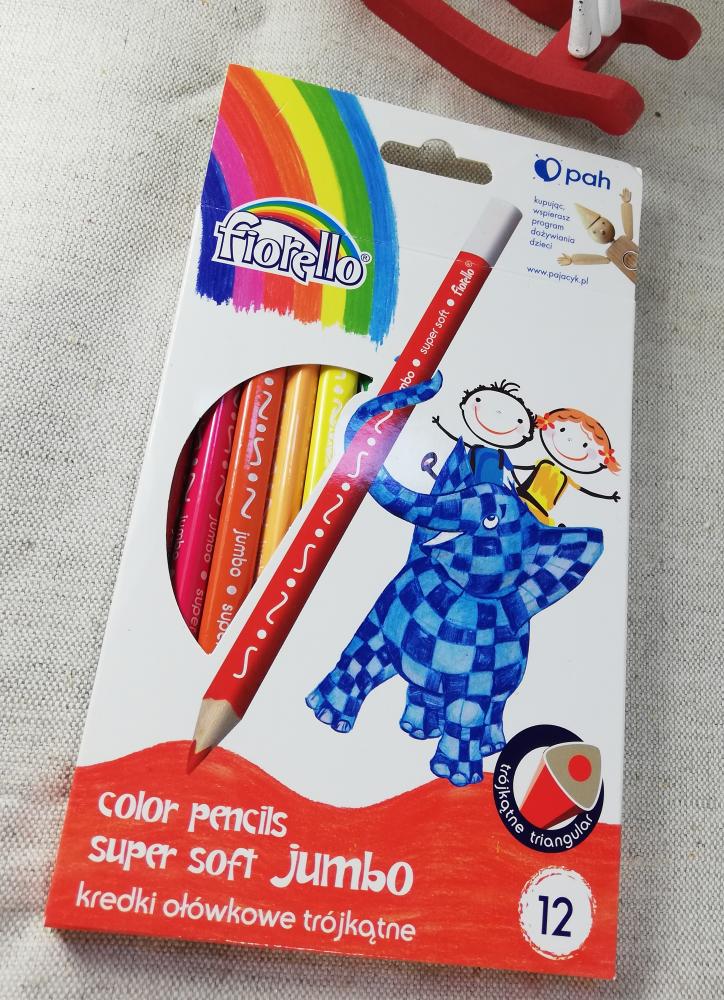 pah
kupując,
wspierasz
program
dożywiania
dzieci
www.pajacyk.pl
fiorello®
super soft • fiorello®
jumbo
jumbo
jumbo • super
color pencils
super soft jumbo
kredki ołówkowe trójkątne
trójkątne triangular
12